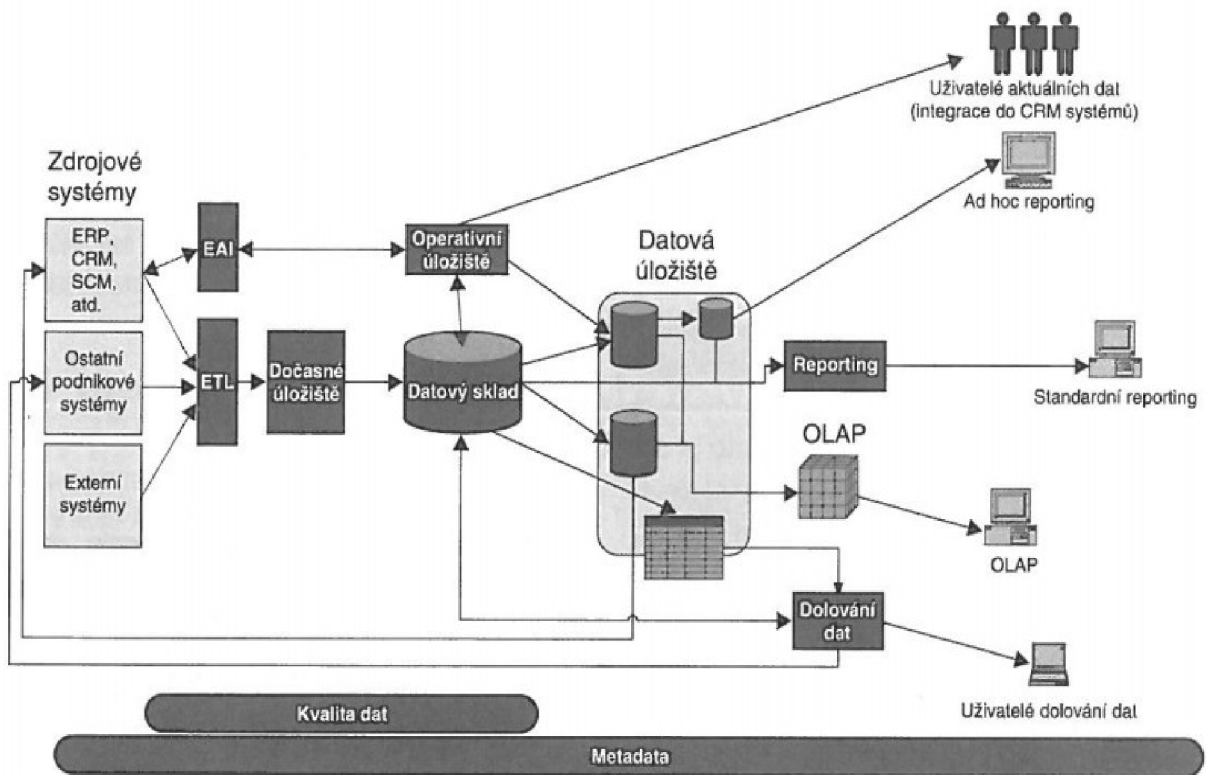 Uživatelé aktuálních dat
(integrace do CRM systémů)
Ad hoc reporting
Zdrojové
systémy
ERP,
CRM,
SCM,
atd.
EAI
Operativní
úložiště
Datová
úložiště
Ostatní
podnikové
systémy
ETL
Dočasné
úložiště
Datový sklad
Reporting
Standardní reporting
Externí
systémy
OLAP
OLAP
Dolování
dat
Uživatelé dolování dat
Kvalita dat
Metadata